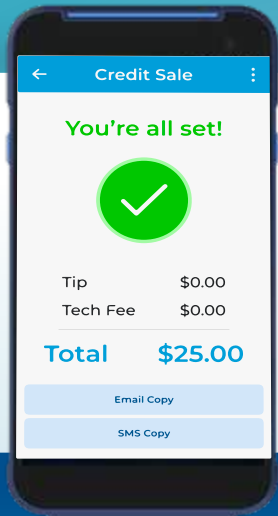 Credit Sale
You're all set!
Tip $0.00
Tech Fee $0.00
Total $25.00
Email Copy
SMS Copy